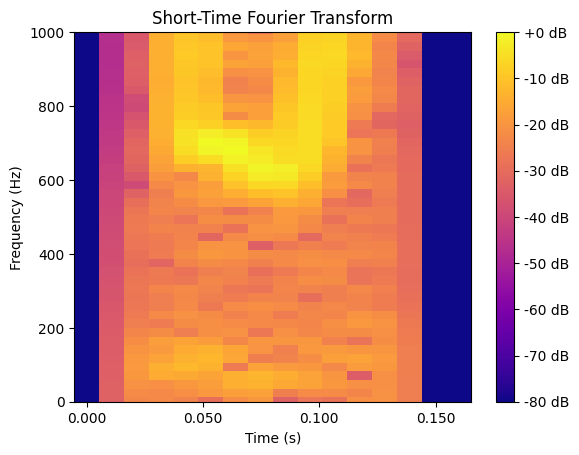 Short-Time Fourier Transform
Frequency (Hz)
1000
800
600
400
200
0
0.000
0.050
0.100
0.150
Time (s)
+0 dB
-10 dB
-20 dB
-30 dB
-40 dB
-50 dB
-60 dB
-70 dB
-80 dB